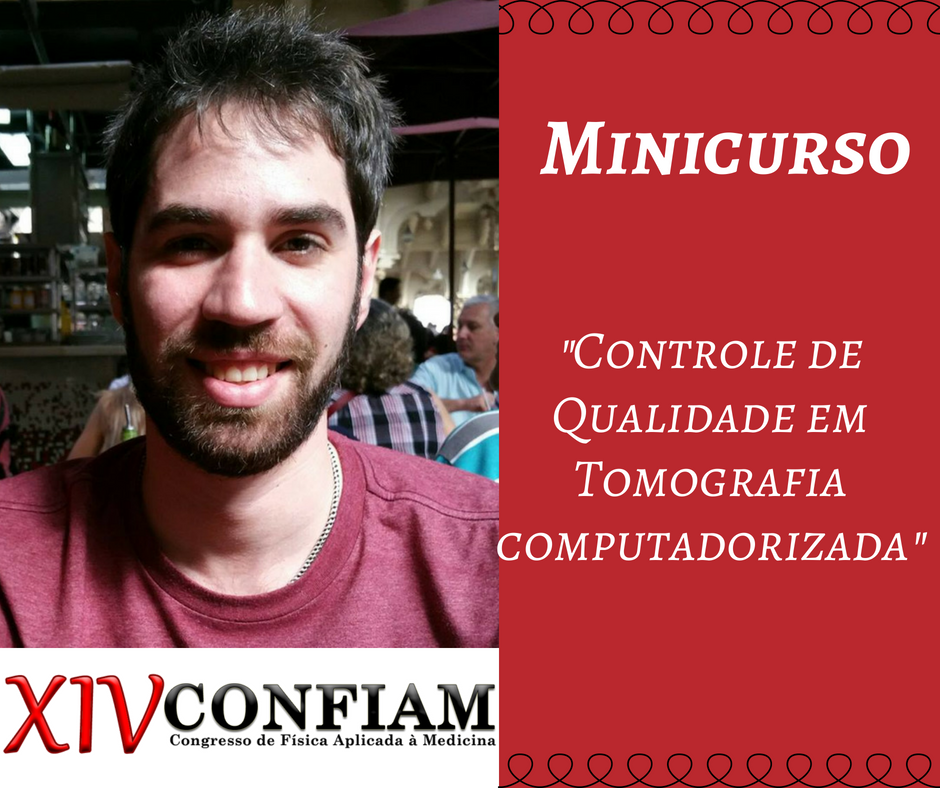 Minicurso
"Controle de
Qualidade em
Tomografia
computadorizada"
XIV CONFIAM
Congresso de Física Aplicada à Medicina